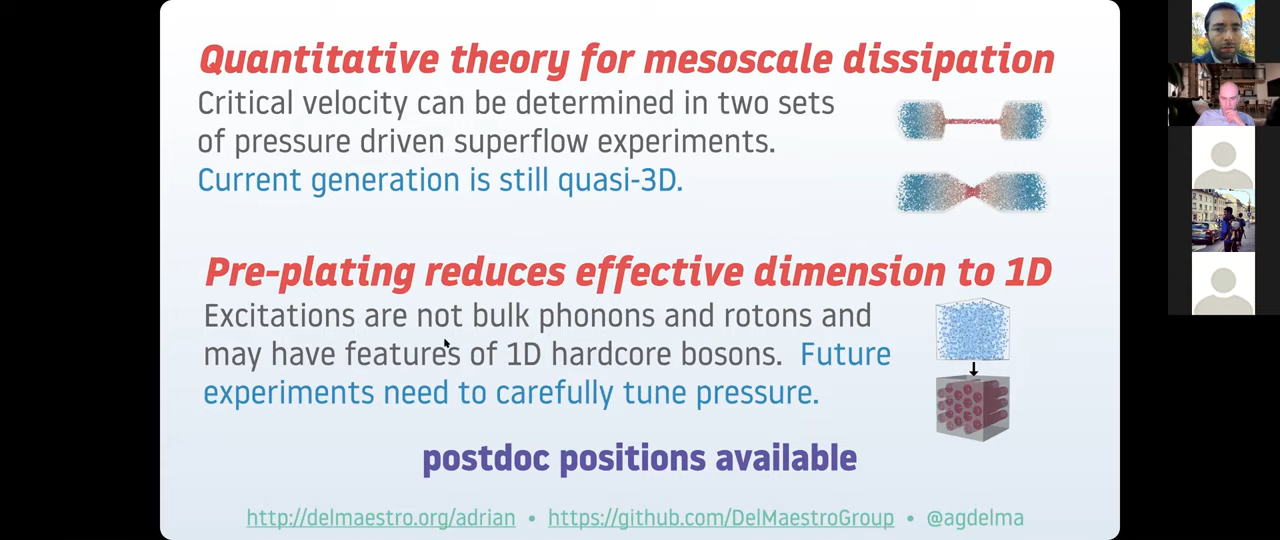 Quantitative theory for mesoscale dissipation
Critical velocity can be determined in two sets
of pressure driven superflow experiments.
Current generation is still quasi-3D.
Pre-plating reduces effective dimension to 1D
Excitations are not bulk phonons and rotons and
may have features of 1D hardcore bosons. Future
experiments need to carefully tune pressure.
postdoc positions available
http://delmaestro.org/adrian • https://github.com/DelMaestroGroup • @agdelma